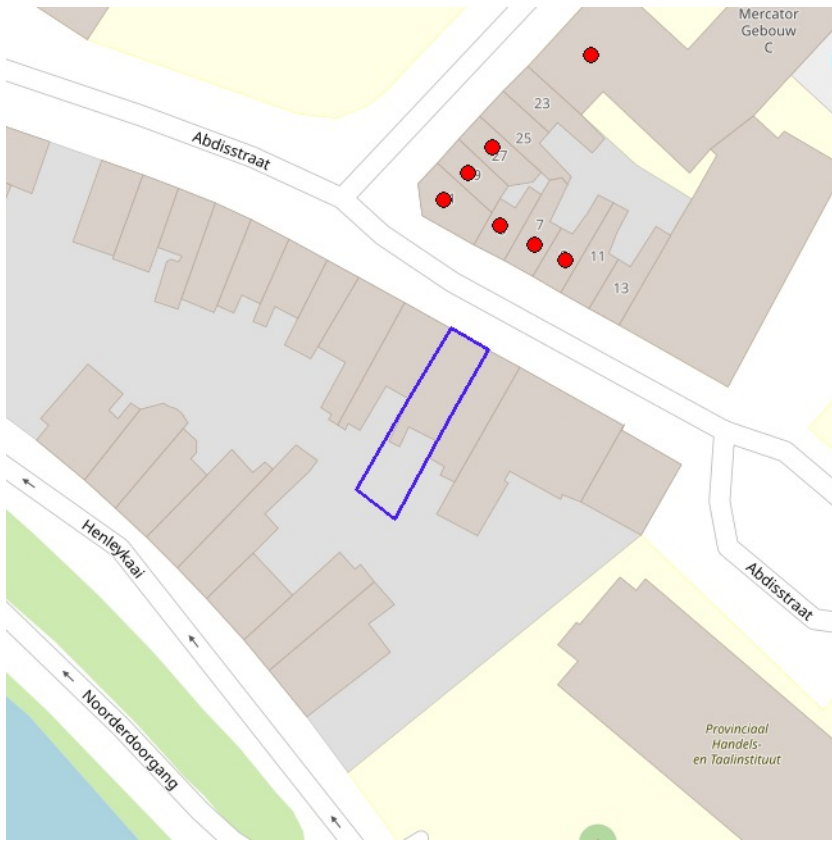 Mercator
Gebouw
C
23
25
27
9
7
11
13
Abdisstraat
Abdisstraat
Henleykaai
Noorderdoorgang
Provinciaal
Handels-
en Taalinstituut